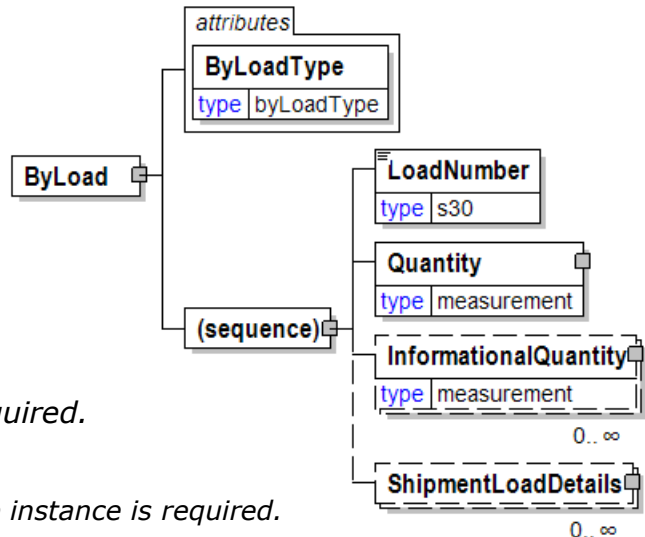 attributes
ByLoadType
type byLoadType
ByLoad
LoadNumber
type s30
Quantity
type measurement
(sequence)
InformationalQuantity
type measurement
0.. ∞
quired.
instance is required.
ShipmentLoadDetails
0.. ∞